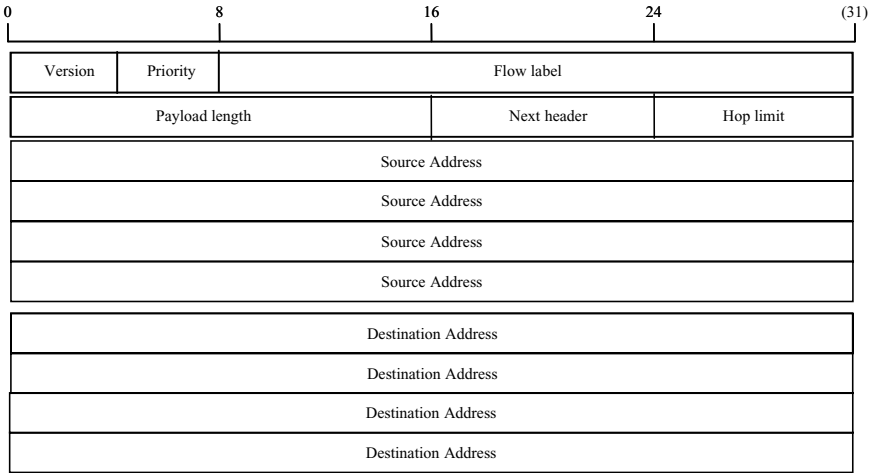 0 8 16 24 (31)
Version Priority Flow label
Payload length Next header Hop limit
Source Address
Source Address
Source Address
Source Address
Destination Address
Destination Address
Destination Address
Destination Address